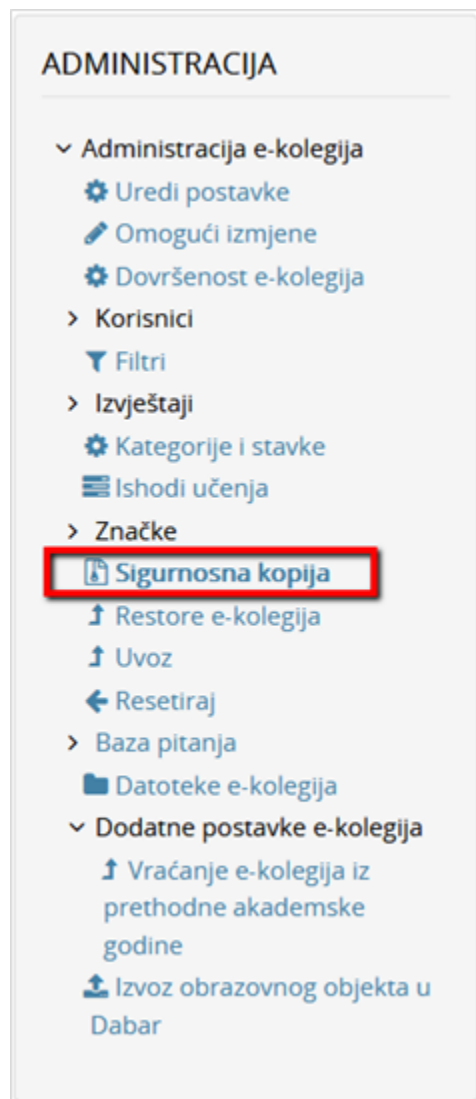 ADMINISTRACIJA
Administracija e-kolegija
Uredi postavke
Omogući izmjene
Dovršenost e-kolegija
Korisnici
Filtri
Izvještaji
Kategorije i stavke
Ishodi učenja
Značke
Sigurnosna kopija
Restore e-kolegija
Uvoz
Resetiraj
Baza pitanja
Datoteke e-kolegija
Dodatne postavke e-kolegija
Vraćanje e-kolegija iz
prethodne akademske
godine
Izvoz obrazovnog objekta u
Dabar